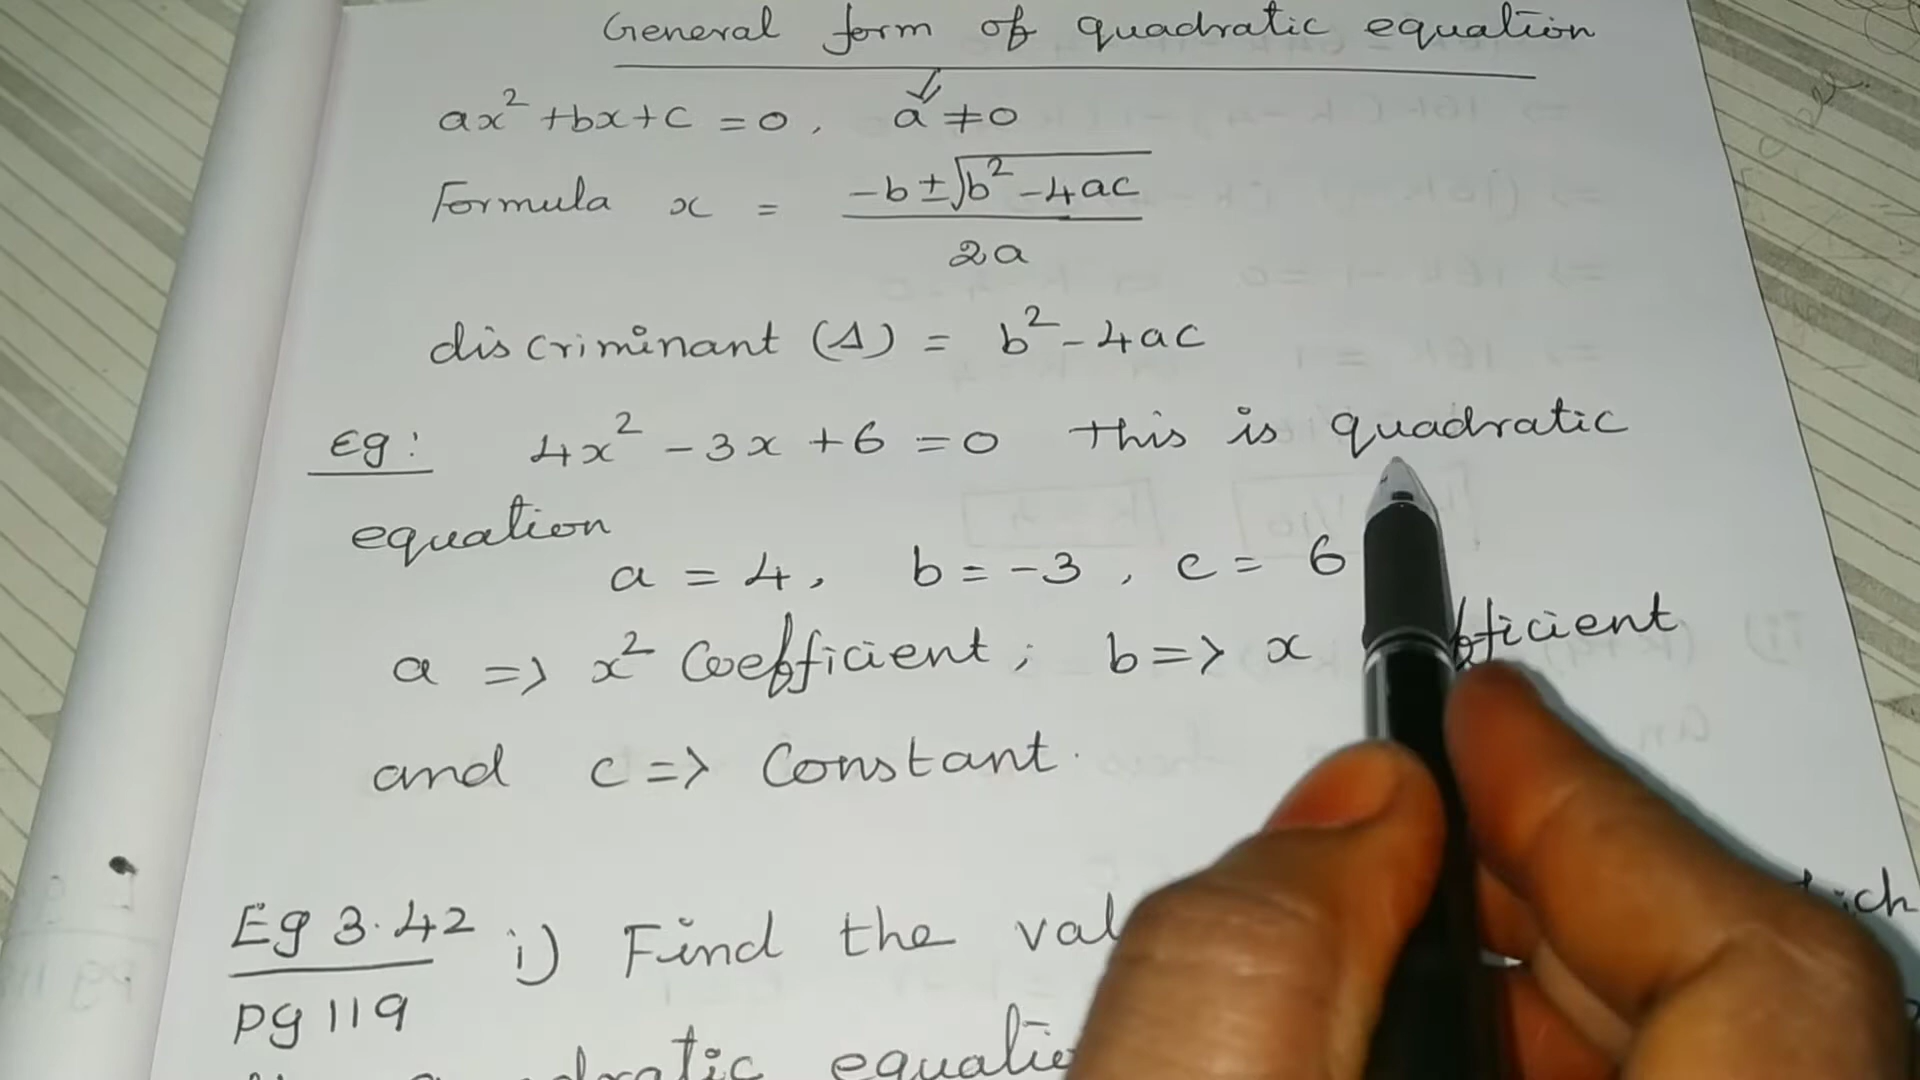 General form of quadratic equation
ax² + bx + c = 0, a ≠ 0
Formula x = -b ± √b² - 4ac / 2a
discriminant (Δ) = b² - 4ac
Eg: 4x² - 3x + 6 = 0 This is quadratic
equation
a = 4, b = -3, c = 6
a => x² Coefficient; b => x
and c => Constant.
Eg 3.42 i) Find the
pg 119
equation